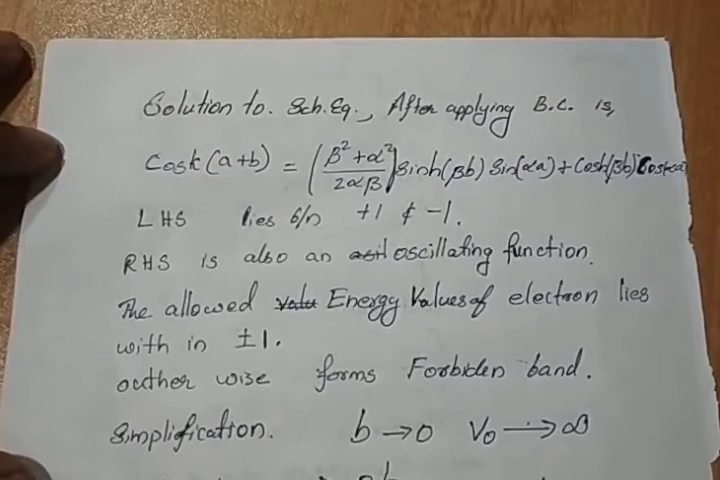 Solution to. Sch. Eq., After applying B.C. is,
Cosk(a+b) = (β²+α²/2αβ) Sinh(βb) Sin(αa) + Cosh(βb) Cos(αa)
LHS lies b/n +1 & -1.
RHS is also an oscillating function.
The allowed Energy Values of electron lies
with in ±1.
outher wise forms Forbiden band.
Simplification. b→0 V₀→∞